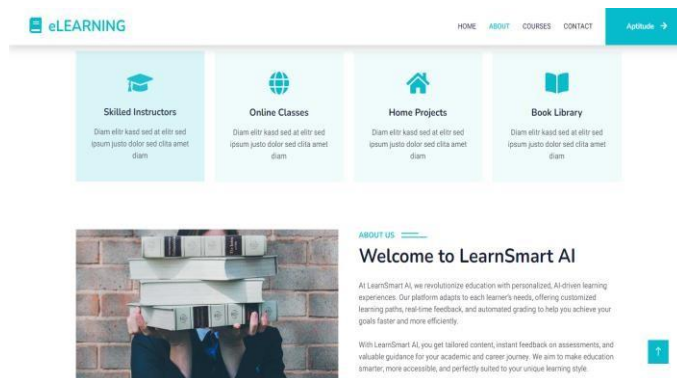 eLEARNING
HOME ABOUT COURSES CONTACT Aptitude →
Skilled Instructors
Diam elitr kasd sed at elitr sed
ipsum justo dolor sed clita amet
diam
Online Classes
Diam elitr kasd sed at elitr sed
ipsum justo dolor sed clita amet
diam
Home Projects
Diam elitr kasd sed at elitr sed
ipsum justo dolor sed clita amet
diam
Book Library
Diam elitr kasd sed at elitr sed
ipsum justo dolor sed clita amet
diam
ABOUT US
Welcome to LearnSmart AI
At LearnSmart AI, we revolutionize education with personalized, AI-driven learning
experiences. Our platform adapts to each learner's needs, offering customized
learning paths, real-time feedback, and automated grading to help you achieve your
goals faster and more efficiently.
With LearnSmart AI, you get tailored content, instant feedback on assessments, and
valuable guidance for your academic and career journey. We aim to make education
smarter, more accessible, and perfectly suited to your unique learning style.